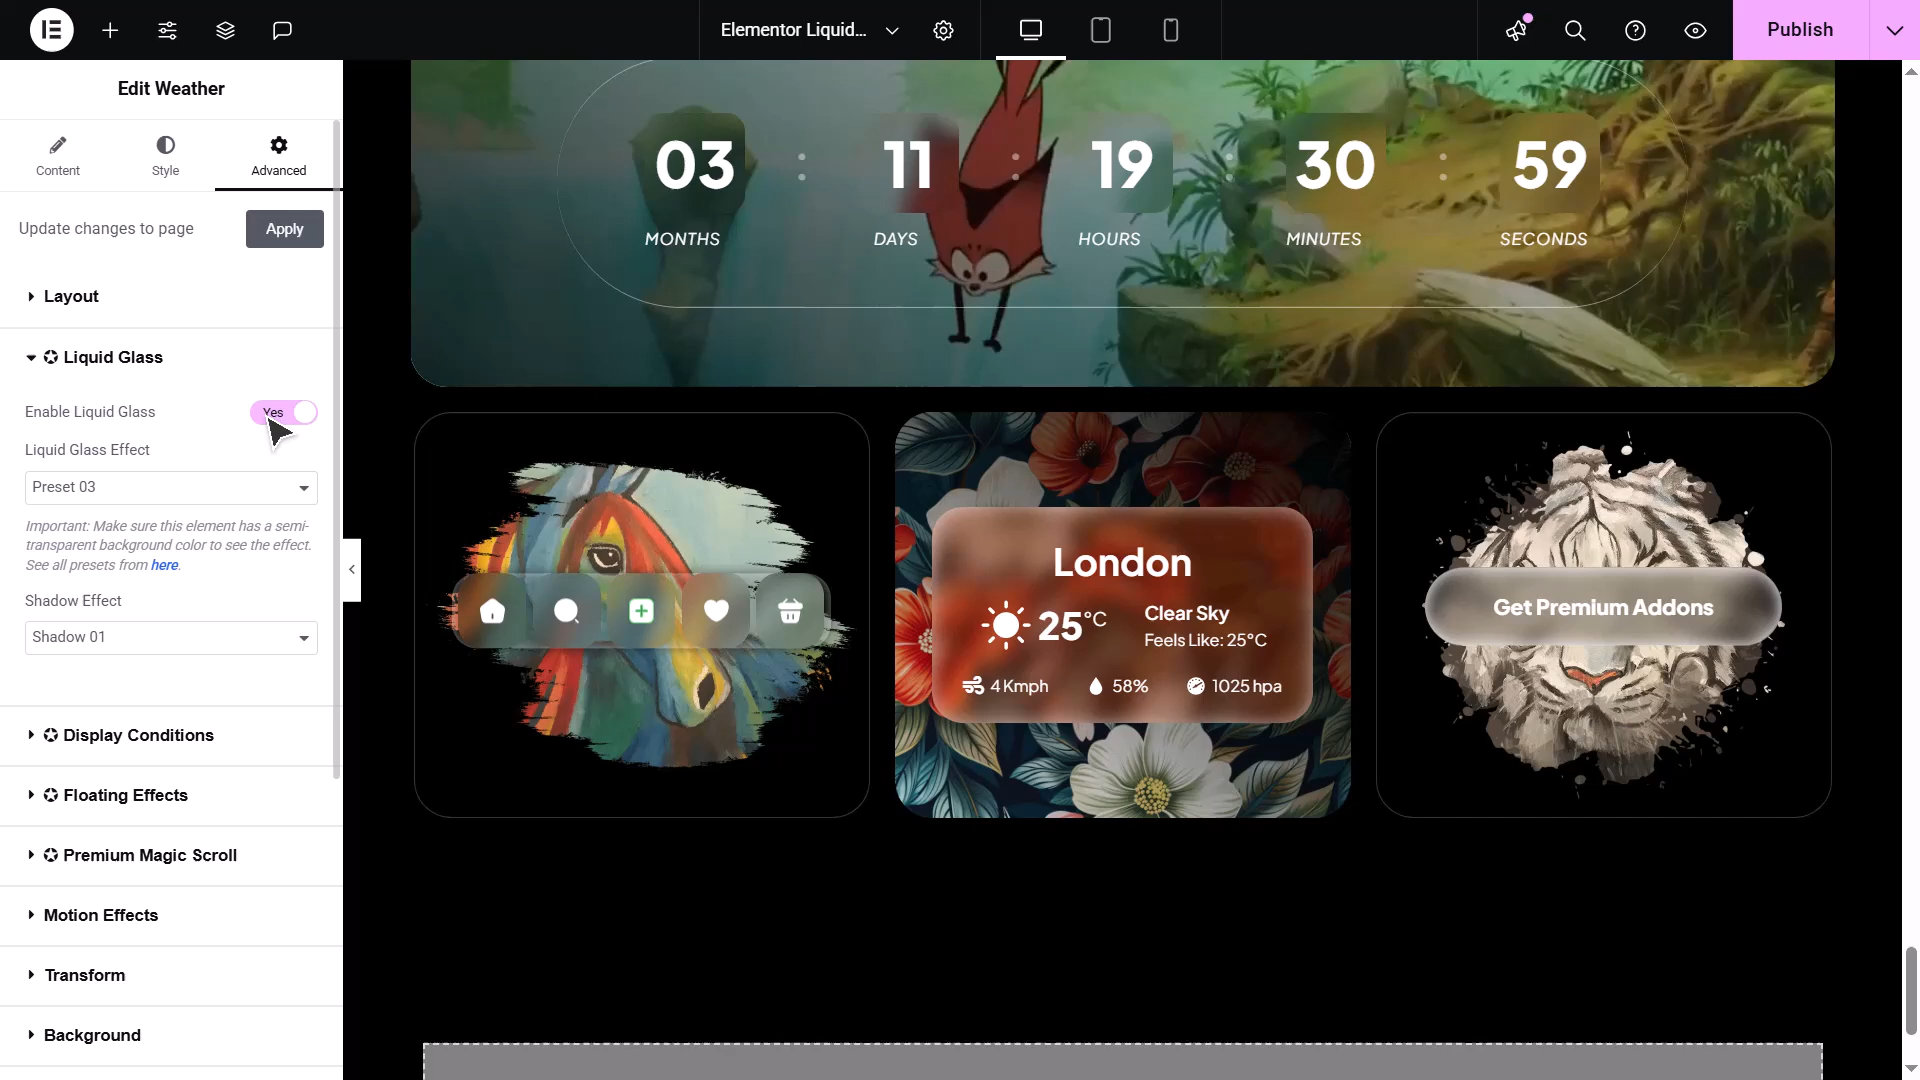 Elementor Liquid...
Publish
Edit Weather
Content
Style
Advanced
Update changes to page
Apply
Layout
Liquid Glass
Enable Liquid Glass
Yes
Liquid Glass Effect
Preset 03
Important: Make sure this element has a semi-
transparent background color to see the effect.
See all presets from here.
Shadow Effect
Shadow 01
Display Conditions
Floating Effects
Premium Magic Scroll
Motion Effects
Transform
Background
03 : 11 : 19 : 30 : 59
MONTHS DAYS HOURS MINUTES SECONDS
London
25°C
Clear Sky
Feels Like: 25°C
4 Kmph
58%
1025 hpa
Get Premium Addons